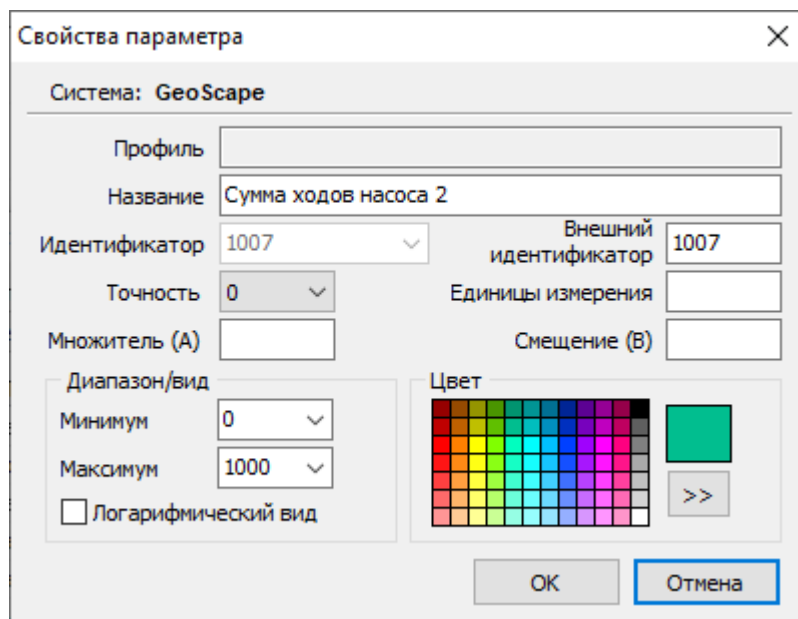 Свойства параметра
Система: GeoScape
Профиль
Название Сумма ходов насоса 2
Идентификатор 1007 Внешний идентификатор 1007
Точность 0 Единицы измерения
Множитель (A) Смещение (B)
Диапазон/вид Цвет
Минимум 0
Максимум 1000 >>
Логарифмический вид
OK Отмена